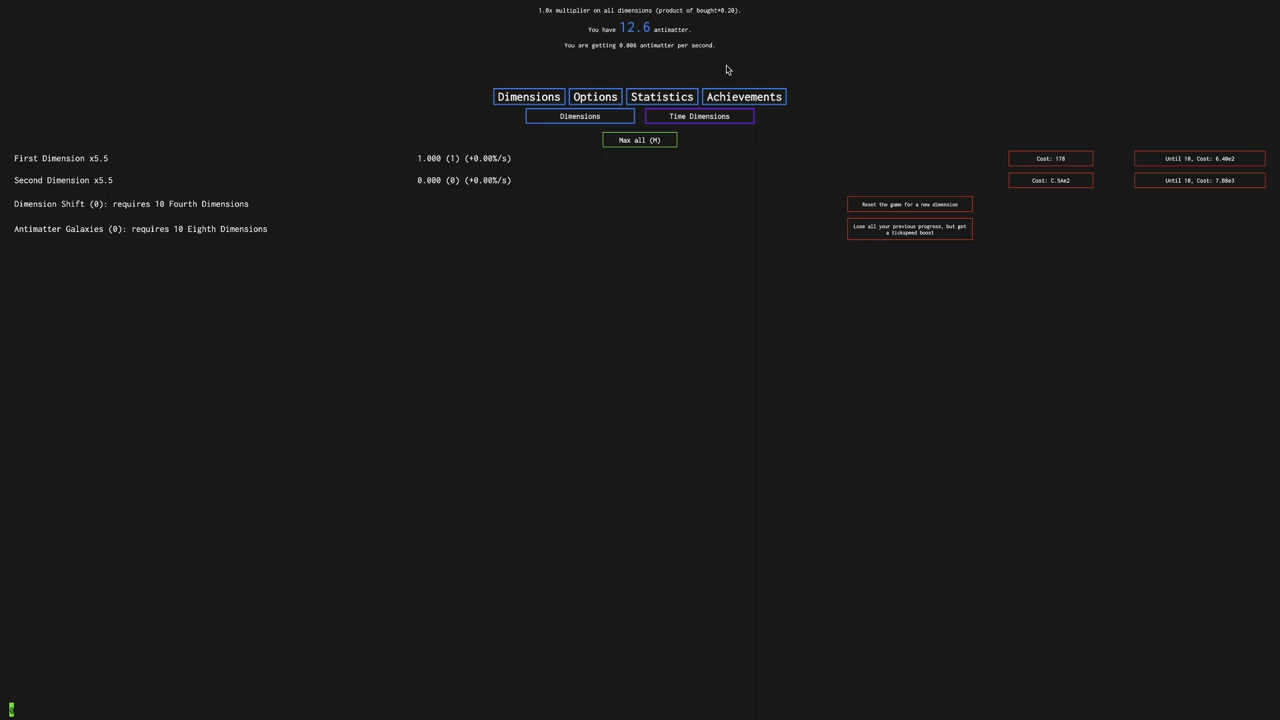 1.0x multiplier on all dimensions (product of bought*0.20).
You have 12.6 antimatter.
You are getting 0.006 antimatter per second.
Dimensions Options Statistics Achievements
Dimensions Time Dimensions
Max all (M)
First Dimension x5.5 1.000 (1) (+0.00%/s) Cost: 178 Until 10, Cost: 6.40e2
Second Dimension x5.5 0.000 (0) (+0.00%/s) Cost: C.5Ae2 Until 10, Cost: 7.B8e3
Dimension Shift (0): requires 10 Fourth Dimensions Reset the game for a new dimension
Antimatter Galaxies (0): requires 10 Eighth Dimensions Lose all your previous progress, but get
a tickspeed boost
0